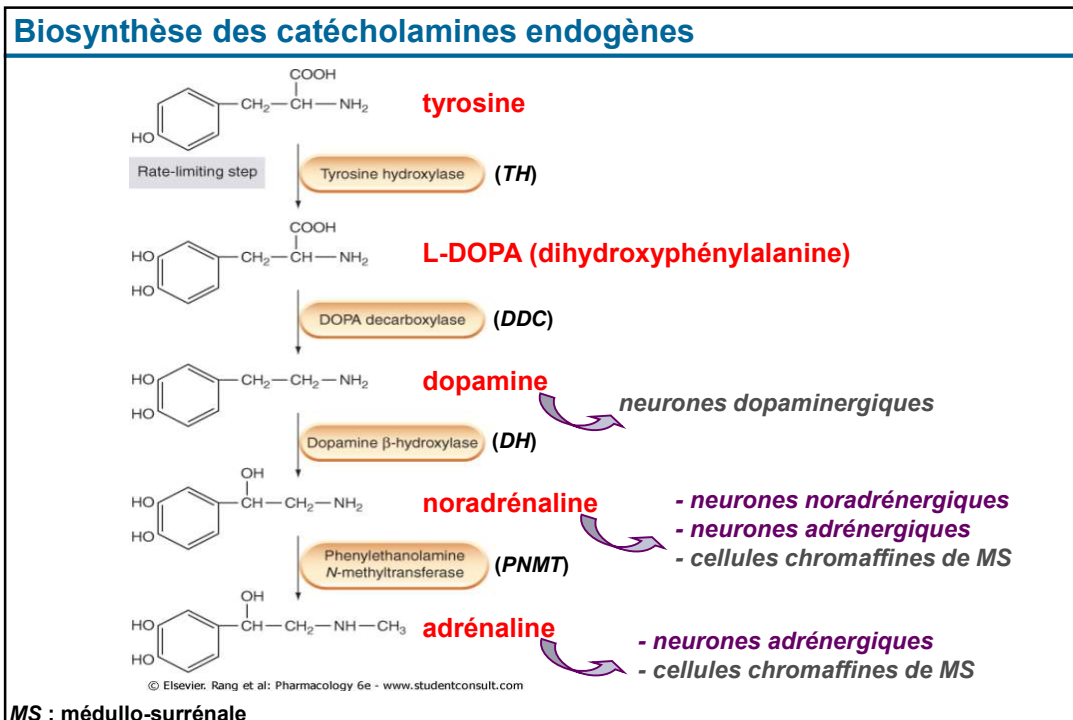 Biosynthèse des catécholamines endogènes
COOH
CH₂—CH—NH₂
HO
tyrosine
Rate-limiting step
Tyrosine hydroxylase
(TH)
COOH
HO
CH₂—CH—NH₂
HO
L-DOPA (dihydroxyphénylalanine)
DOPA decarboxylase
(DDC)
HO
CH₂—CH₂—NH₂
HO
dopamine
neurones dopaminergiques
Dopamine β-hydroxylase
(DH)
OH
HO
CH—CH₂—NH₂
HO
noradrénaline
- neurones noradrénergiques
- neurones adrénergiques
- cellules chromaffines de MS
Phenylethanolamine
N-methyltransferase
(PNMT)
OH
HO
CH—CH₂—NH—CH₃
HO
adrénaline
- neurones adrénergiques
- cellules chromaffines de MS
© Elsevier. Rang et al: Pharmacology 6e - www.studentconsult.com
MS : médullo-surrénale